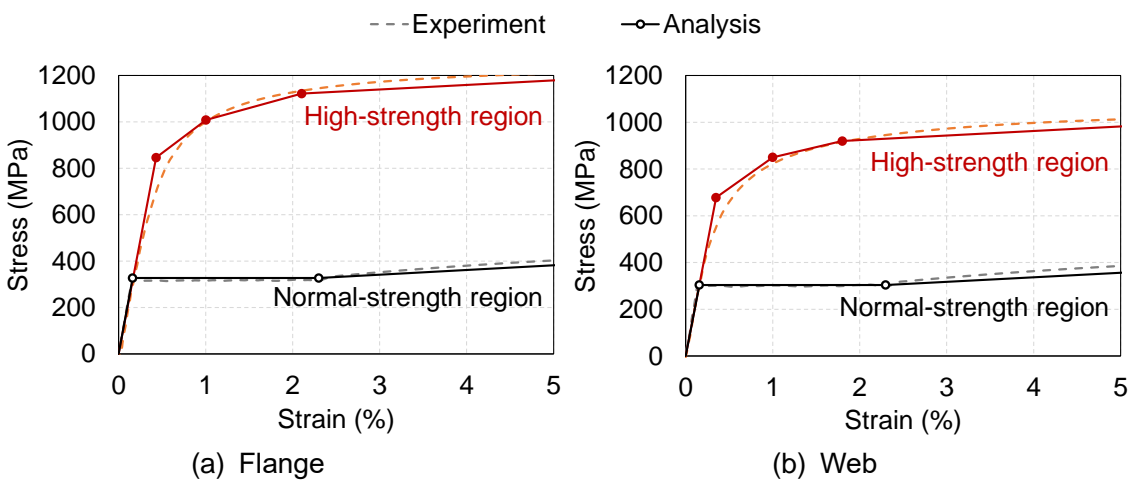 Experiment Analysis
Stress (MPa)
1200
1000
800
600
400
200
0
High-strength region
Normal-strength region
0 1 2 3 4 5
Strain (%)
(a) Flange
Stress (MPa)
1200
1000
800
600
400
200
0
High-strength region
Normal-strength region
0 1 2 3 4 5
Strain (%)
(b) Web